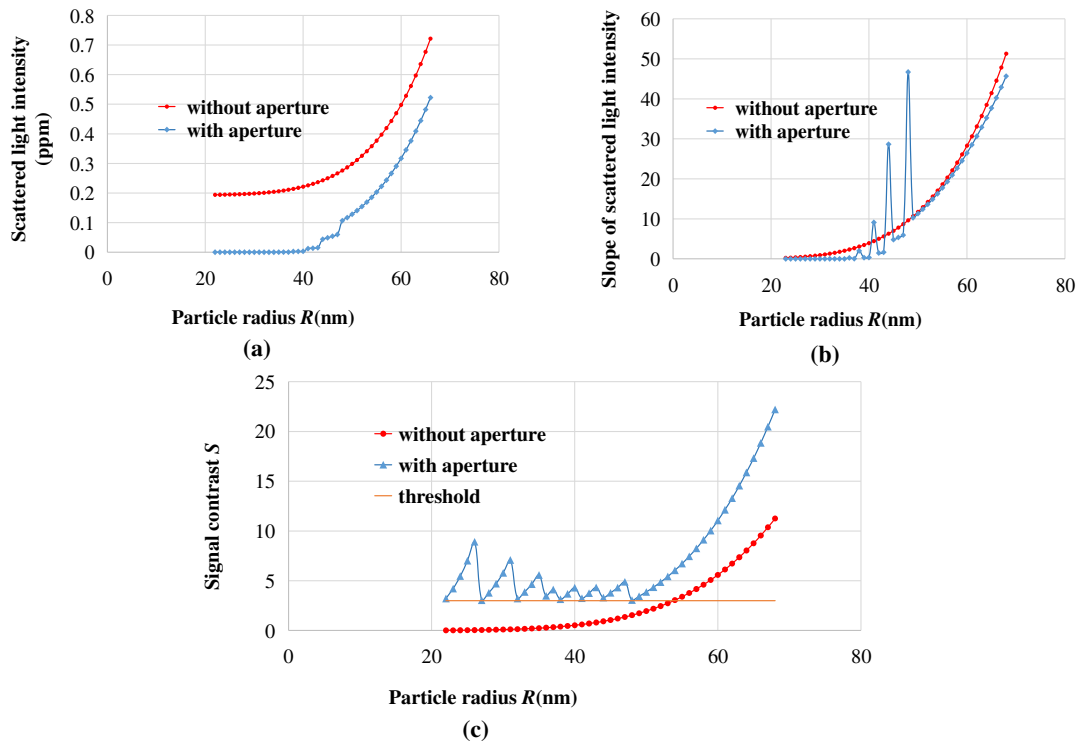 Scattered light intensity
(ppm)
0.8
0.7
0.6
0.5
0.4
0.3
0.2
0.1
0
without aperture
with aperture
0
20
40
60
80
Particle radius R(nm)
(a)
Slope of scattered light intensity
60
50
40
30
20
10
0
without aperture
with aperture
0
20
40
60
80
Particle radius R(nm)
(b)
Signal contrast S
25
20
15
10
5
0
without aperture
with aperture
threshold
0
20
40
60
80
Particle radius R(nm)
(c)